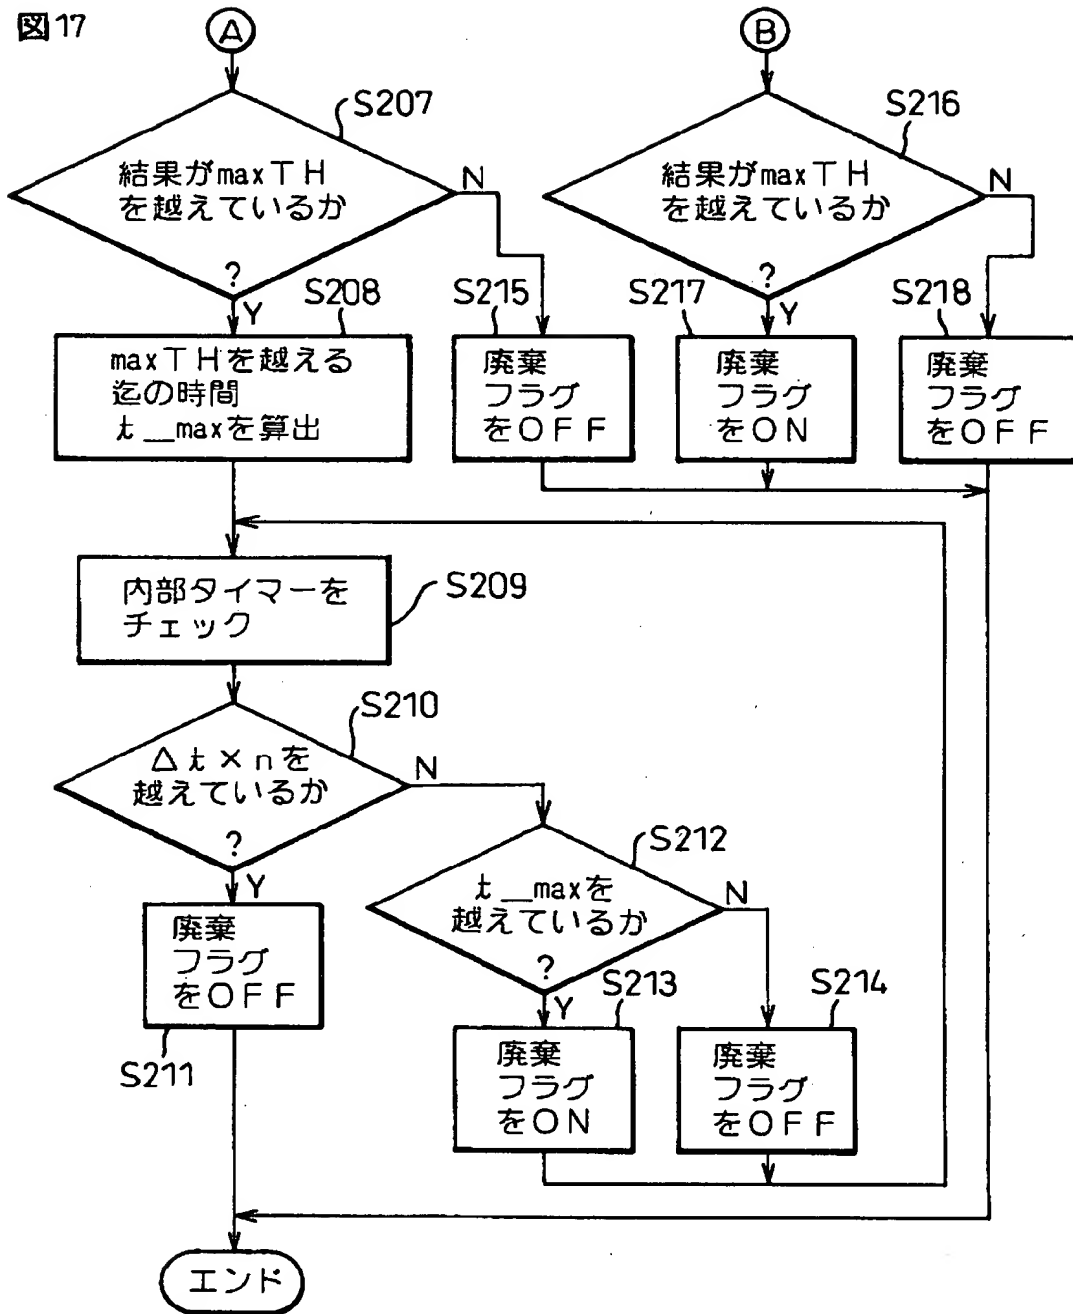 図17
A
B
S207
S216
結果がmaxTH
を越えているか
?
N
Y
結果がmaxTH
を越えているか
?
N
Y
S208
S215
S217
S218
maxTHを越える
迄の時間
t_maxを算出
廃棄
フラグ
をOFF
廃棄
フラグ
をON
廃棄
フラグ
をOFF
内部タイマーを
チェック
S209
S210
Δt×nを
越えているか
?
N
Y
S212
t_maxを
越えているか
?
N
Y
廃棄
フラグ
をOFF
S211
S213
S214
廃棄
フラグ
をON
廃棄
フラグ
をOFF
エンド